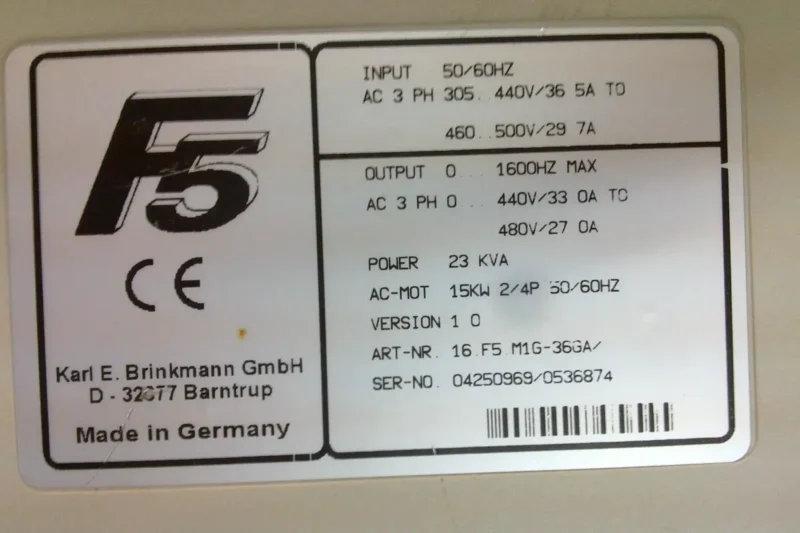 F5
CE
Karl E. Brinkmann GmbH
D - 32677 Barntrup
Made in Germany
INPUT 50/60HZ
AC 3 PH 305..440V/36.5A TO
460..500V/29.7A
OUTPUT 0... 1600HZ MAX
AC 3 PH 0... 440V/33.0A TO
480V/27.0A
POWER 23 KVA
AC-MOT 15KW 2/4P 50/60HZ
VERSION 1.0
ART-NR. 16.F5.M1G-36GA/
SER-NO. 04250969/0536874